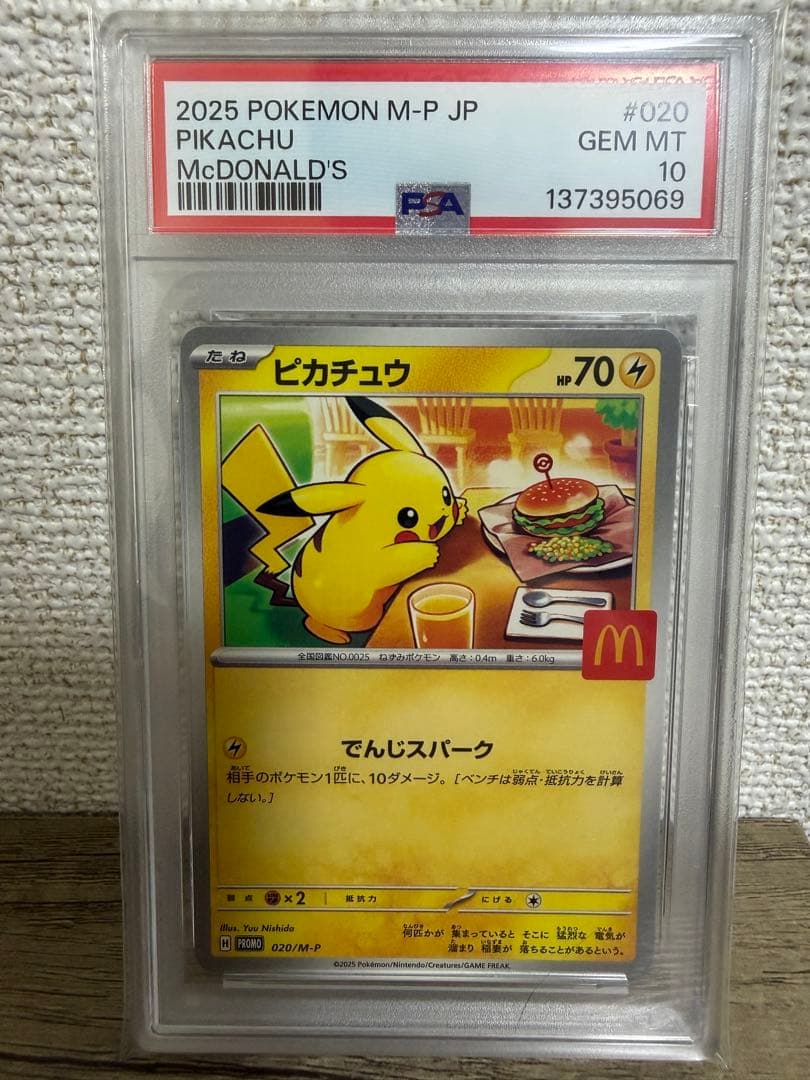 2025 POKEMON M-P JP #020
PIKACHU GEM MT
McDONALD'S 10
PSA 137395069
たね ピカチュウ HP 70
全国図鑑NO.0025 ねずみポケモン 高さ:0.4m 重さ:6.0kg
でんじスパーク
相手のポケモン1匹に、10ダメージ。[ベンチは弱点・抵抗力を計算
しない。]
弱点 ×2 抵抗力 にげる
Illus. Yuu Nishida
何匹かが 集まっていると そこに 猛烈な 電気が
溜まり 稲妻が 落ちることがあるという。
H PROMO 020/M-P
©2025 Pokémon/Nintendo/Creatures/GAME FREAK.